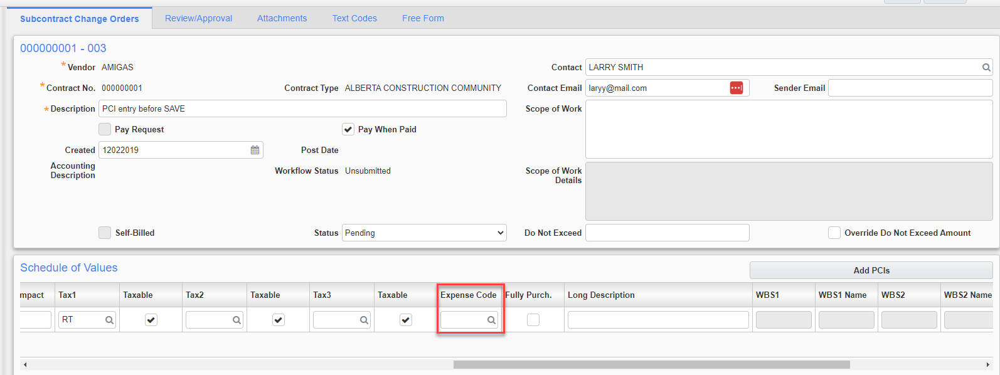 Subcontract Change Orders Review/Approval Attachments Text Codes Free Form
000000001 - 003
* Vendor AMIGAS Contact LARRY SMITH
* Contract No. 000000001 Contract Type ALBERTA CONSTRUCTION COMMUNITY Contact Email laryy@mail.com Sender Email
* Description PCI entry before SAVE Scope of Work
Pay Request Pay When Paid
Created 12022019 Post Date
Accounting Description Workflow Status Unsubmitted Scope of Work Details
Self-Billed Status Pending Do Not Exceed Override Do Not Exceed Amount
Schedule of Values Add PCIs
mpact Tax1 Taxable Tax2 Taxable Tax3 Taxable Expense Code Fully Purch. Long Description WBS1 WBS1 Name WBS2 WBS2 Name
RT